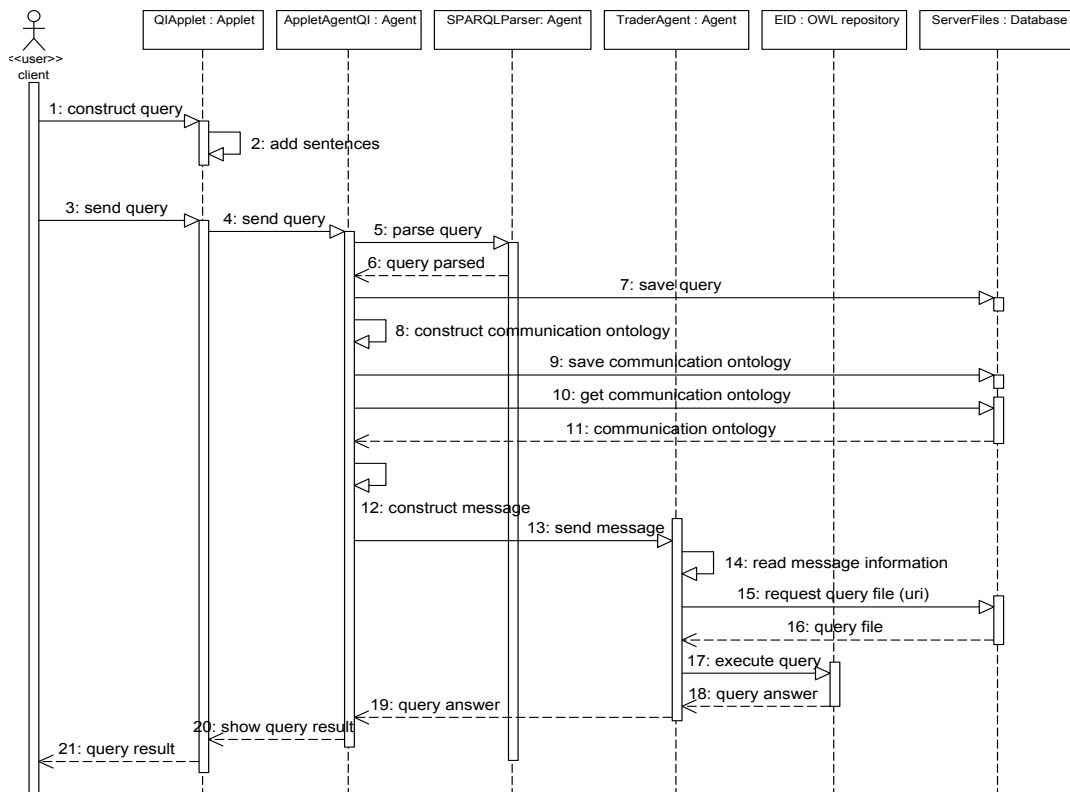 QIApplet : Applet
AppletAgentQI : Agent
SPARQLParser: Agent
TraderAgent : Agent
EID : OWL repository
ServerFiles : Database
<<user>>
client
1: construct query
2: add sentences
3: send query
4: send query
5: parse query
6: query parsed
7: save query
8: construct communication ontology
9: save communication ontology
10: get communication ontology
11: communication ontology
12: construct message
13: send message
14: read message information
15: request query file (uri)
16: query file
17: execute query
18: query answer
19: query answer
20: show query result
21: query result